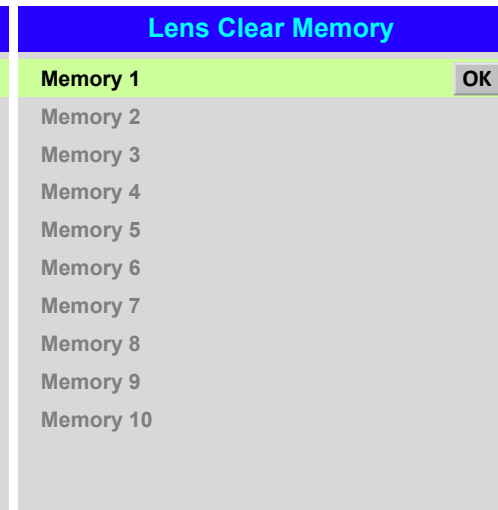 Lens Clear Memory
Memory 1 OK
Memory 2
Memory 3
Memory 4
Memory 5
Memory 6
Memory 7
Memory 8
Memory 9
Memory 10